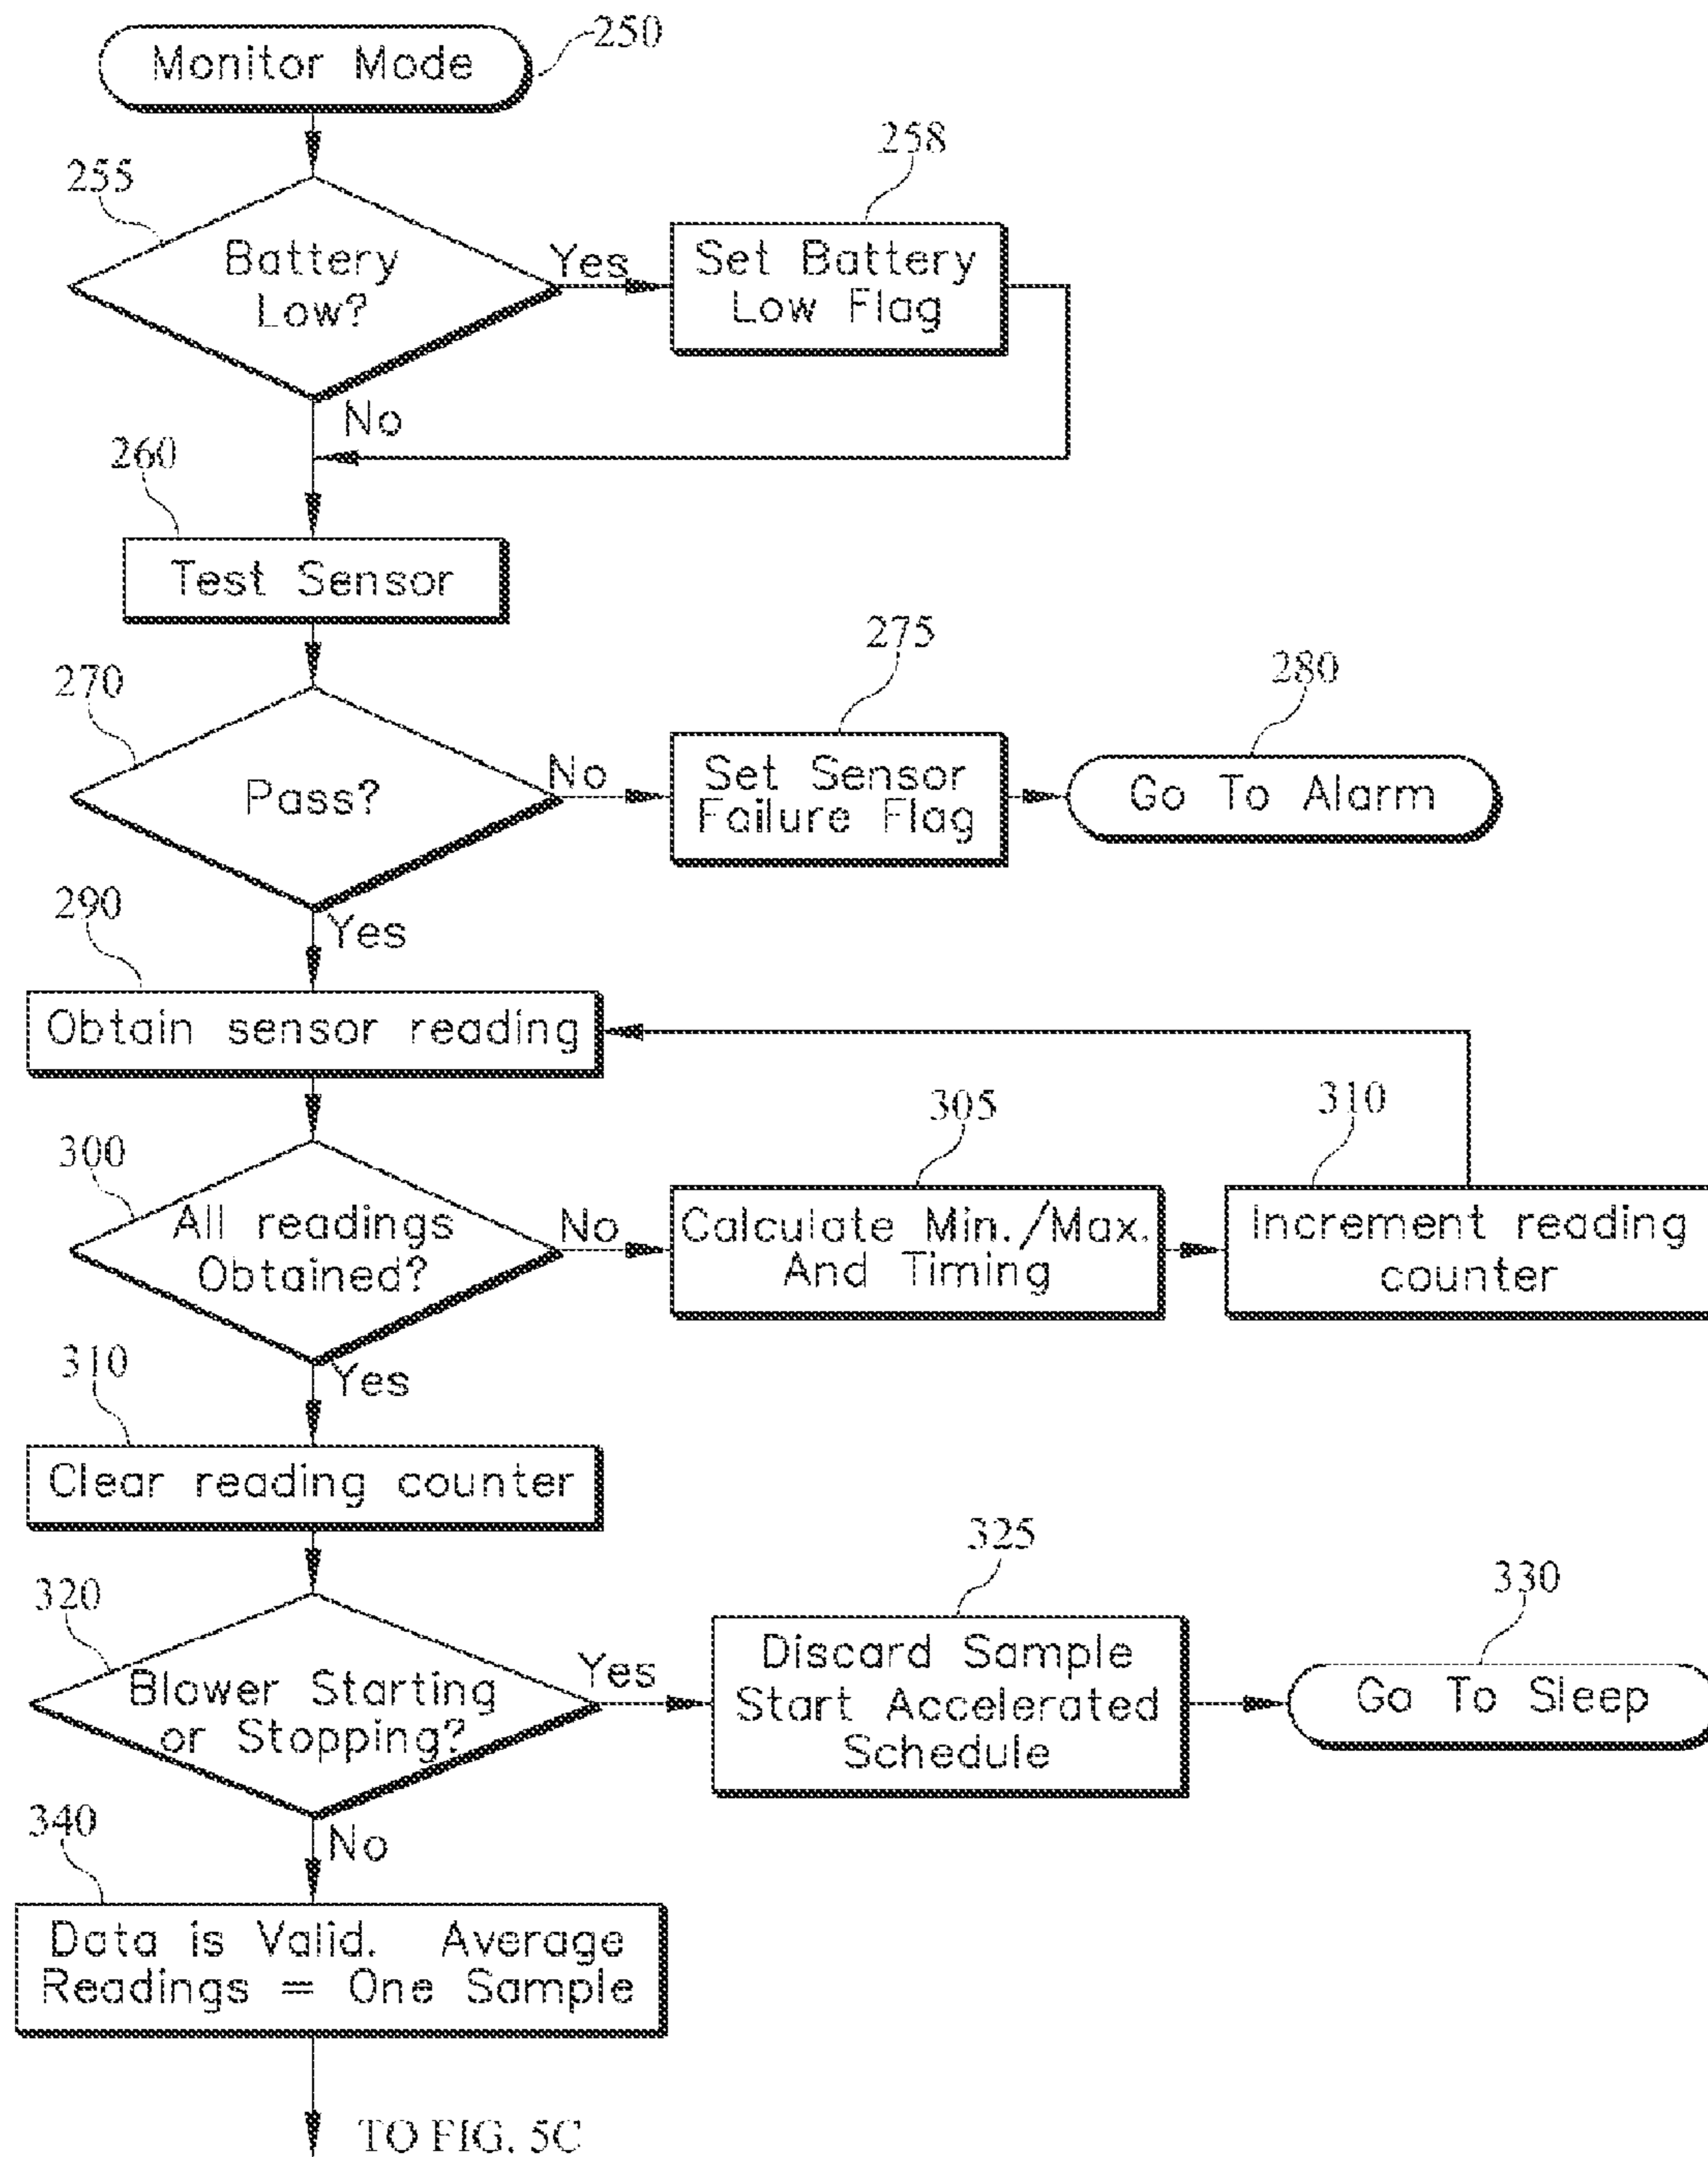 250
Monitor Mode
258
255
Battery
Low?
Yes
Set Battery
Low Flag
No
260
Test Sensor
275
280
270
Pass?
No
Set Sensor
Failure Flag
Go To Alarm
290
Yes
Obtain sensor reading
305
310
300
All readings
Obtained?
No
Calculate Min./Max.
And Timing
Increment reading
counter
310
Yes
Clear reading counter
325
330
320
Blower Starting
or Stopping?
Yes
Discard Sample
Start Accelerated
Schedule
Go To Sleep
340
No
Data is Valid. Average
Readings = One Sample
TO FIG. 5C